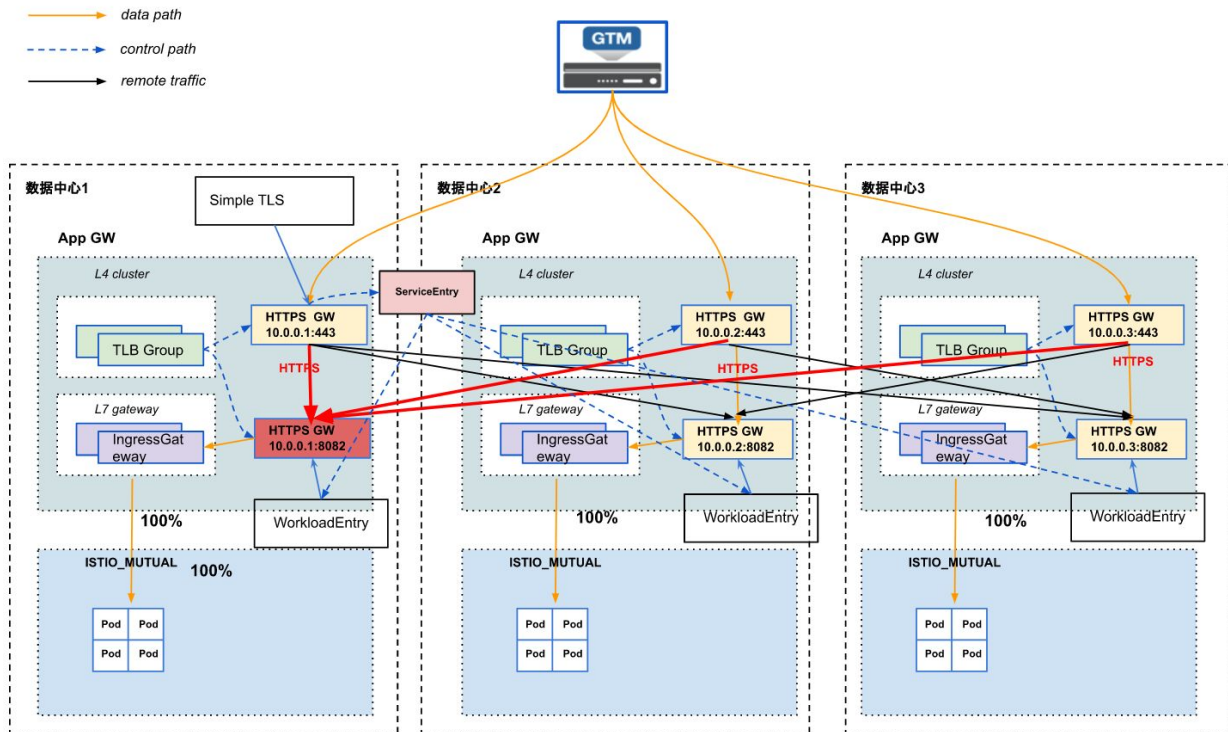 data path
control path
remote traffic
GTM
数据中心1
Simple TLS
App GW
L4 cluster
TLB Group
HTTPS GW
10.0.0.1:443
ServiceEntry
HTTPS
L7 gateway
IngressGat
eway
HTTPS GW
10.0.0.1:8082
WorkloadEntry
100%
ISTIO_MUTUAL
100%
Pod Pod
Pod Pod
数据中心2
App GW
L4 cluster
TLB Group
HTTPS GW
10.0.0.2:443
HTTPS
L7 gateway
IngressGat
eway
HTTPS GW
10.0.0.2:8082
WorkloadEntry
100%
ISTIO_MUTUAL
Pod Pod
Pod Pod
数据中心3
App GW
L4 cluster
TLB Group
HTTPS GW
10.0.0.3:443
HTTPS
L7 gateway
IngressGat
eway
HTTPS GW
10.0.0.3:8082
WorkloadEntry
100%
ISTIO_MUTUAL
Pod Pod
Pod Pod